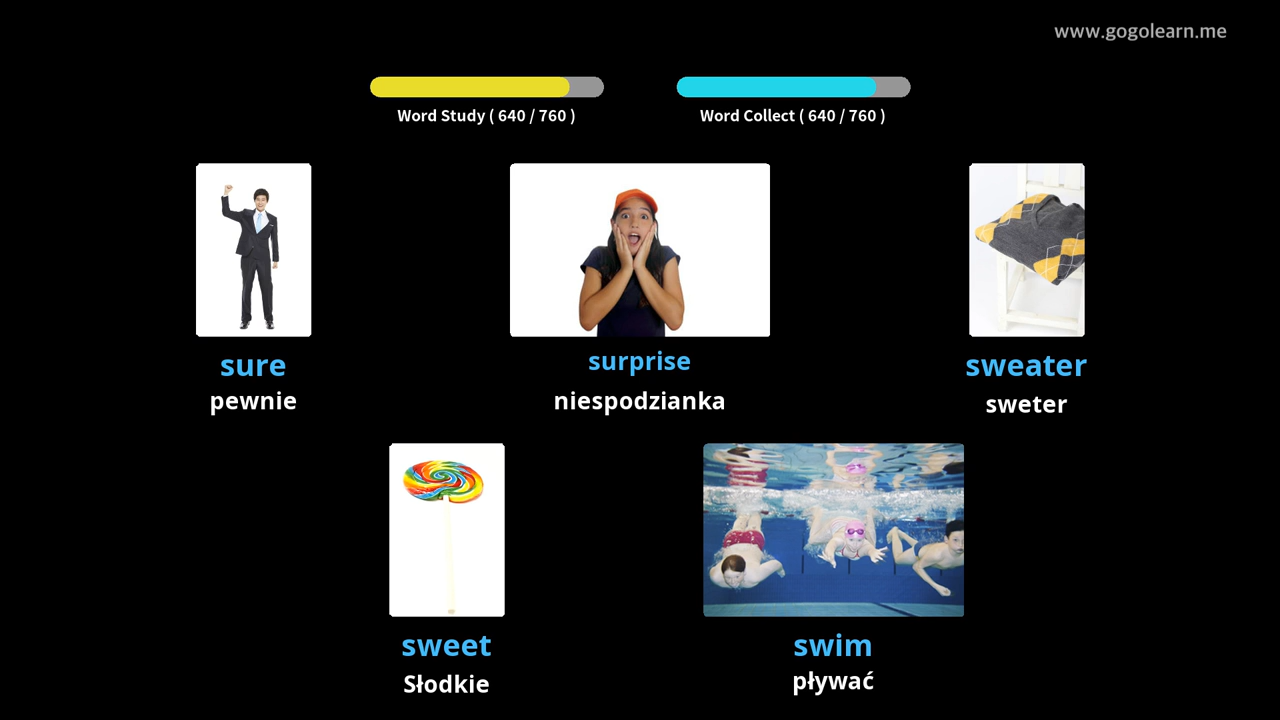 www.gogolearn.me
Word Study ( 640 / 760 )
Word Collect ( 640 / 760 )
sure
pewnie
surprise
niespodzianka
sweater
sweter
sweet
Słodkie
swim
pływać